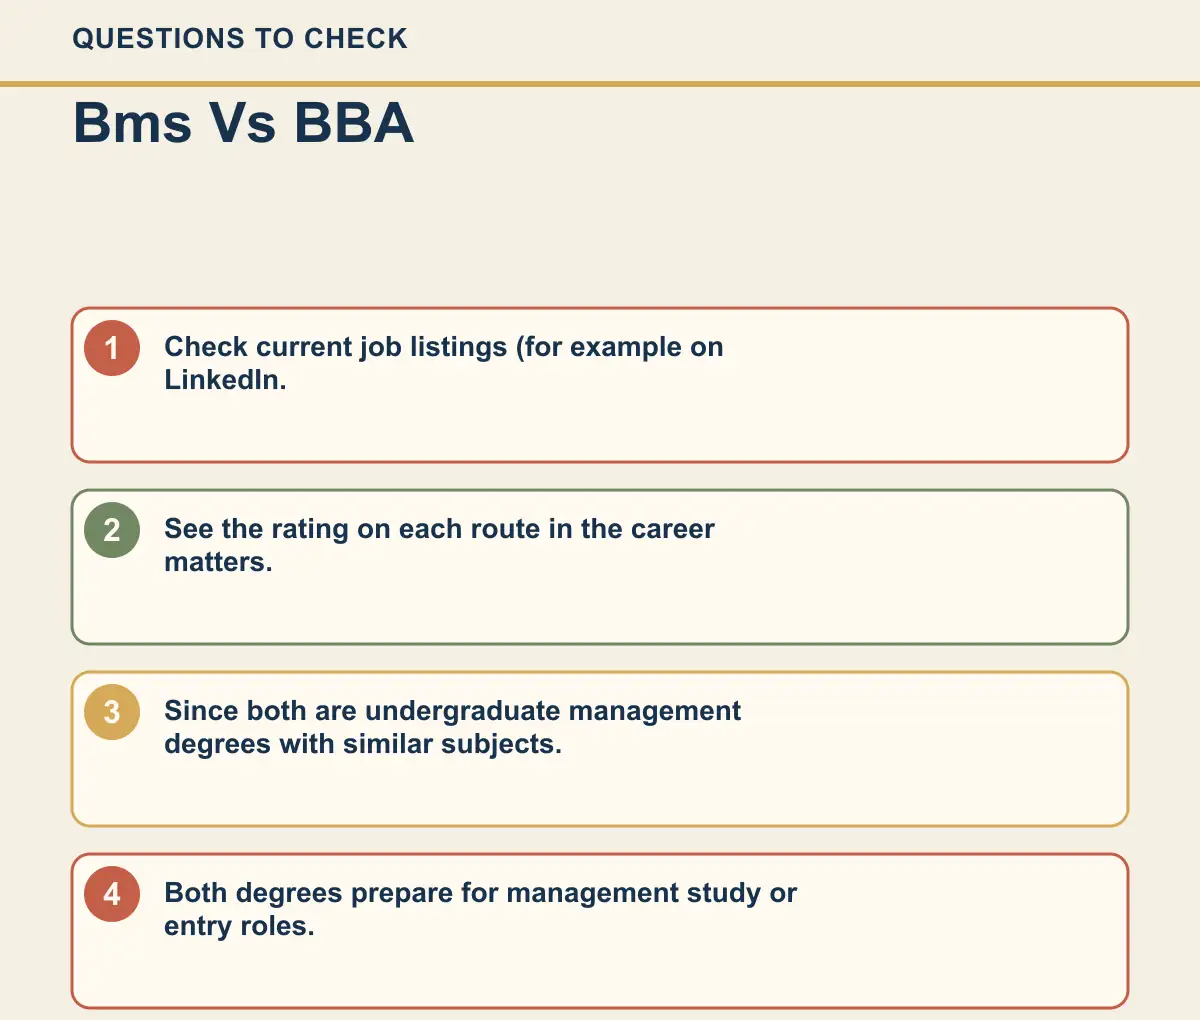 QUESTIONS TO CHECK
Bms Vs BBA
1
Check current job listings (for example on
LinkedIn.
2
See the rating on each route in the career
matters.
3
Since both are undergraduate management
degrees with similar subjects.
4
Both degrees prepare for management study or
entry roles.